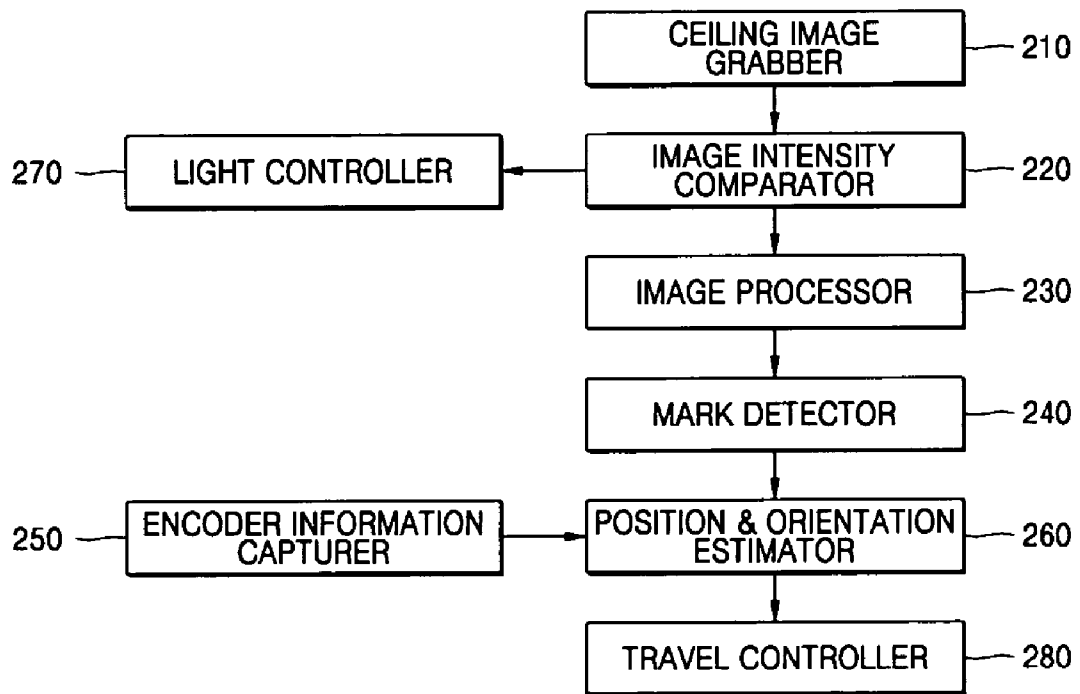 CEILING IMAGE
GRABBER
210
270
LIGHT CONTROLLER
IMAGE INTENSITY
COMPARATOR
220
IMAGE PROCESSOR
230
MARK DETECTOR
240
250
ENCODER INFORMATION
CAPTURER
POSITION & ORIENTATION
ESTIMATOR
260
TRAVEL CONTROLLER
280